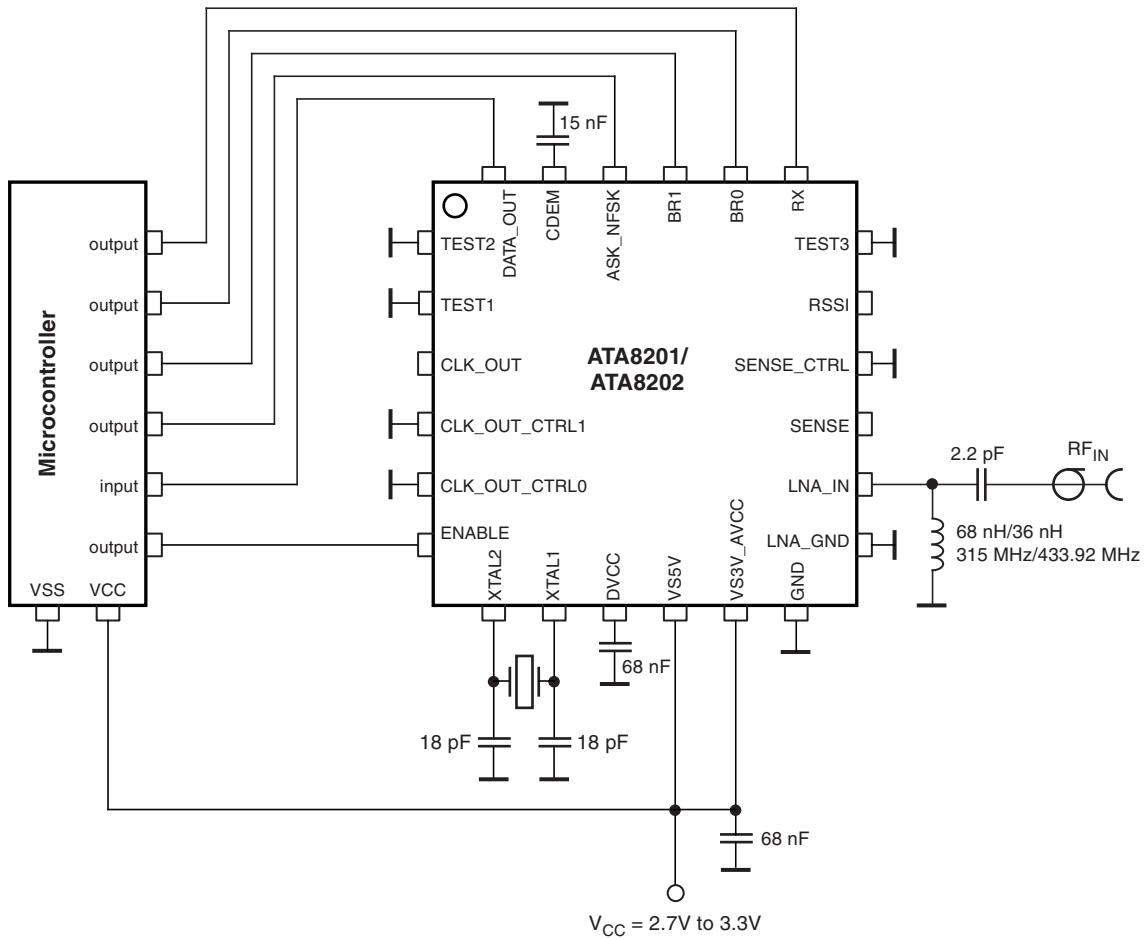 15 nF
DATA_OUT
CDEM
ASK_NFSK
BR1
BR0
RX
Microcontroller
output
output
output
output
input
output
VSS
VCC
TEST2
TEST1
CLK_OUT
CLK_OUT_CTRL1
CLK_OUT_CTRL0
ENABLE
ATA8201/
ATA8202
TEST3
RSSI
SENSE_CTRL
SENSE
LNA_IN
LNA_GND
XTAL2
XTAL1
DVCC
VS5V
VS3V_AVCC
GND
2.2 pF
RFIN
68 nH/36 nH
315 MHz/433.92 MHz
68 nF
18 pF
18 pF
68 nF
VCC = 2.7V to 3.3V